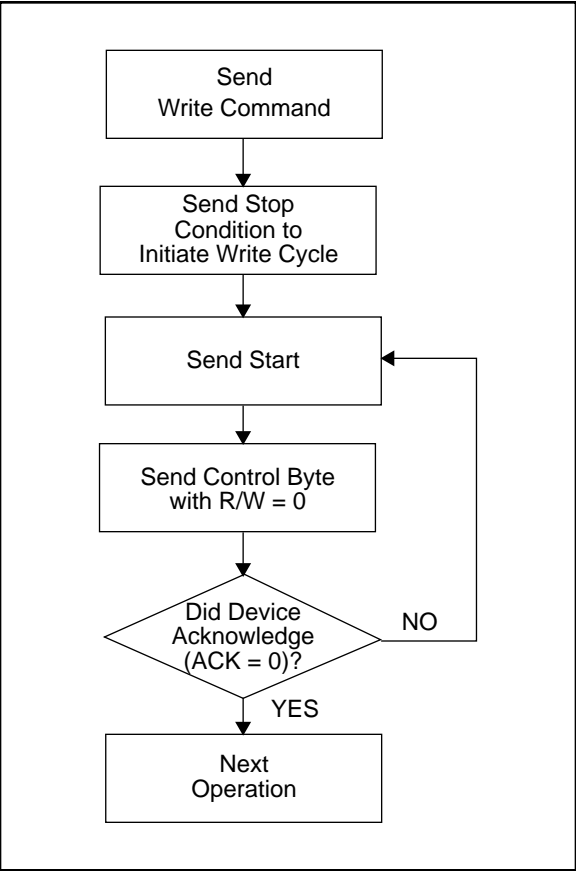 Send
Write Command
Send Stop
Condition to
Initiate Write Cycle
Send Start
Send Control Byte
with R/W = 0
Did Device
Acknowledge
(ACK = 0)?
NO
YES
Next
Operation